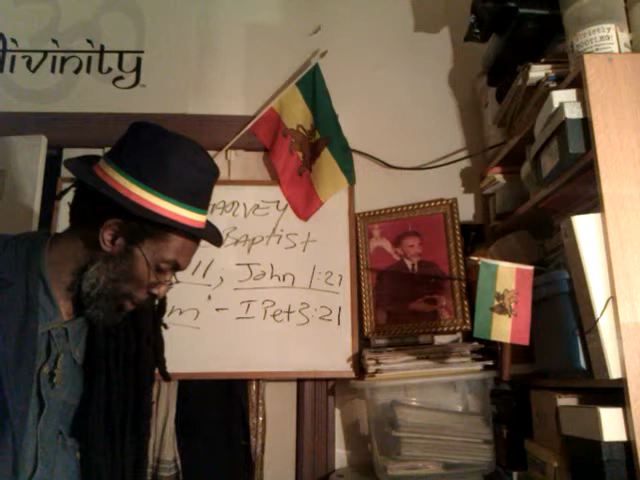 divinity
ARVEY
Baptist
11, John 1:21
m - I Pet 3:21